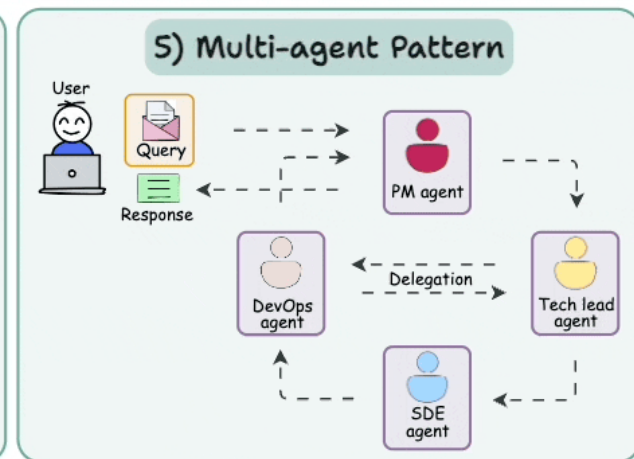 5) Multi-agent Pattern
User
Query
Response
PM agent
DevOps
agent
Delegation
Tech lead
agent
SDE
agent